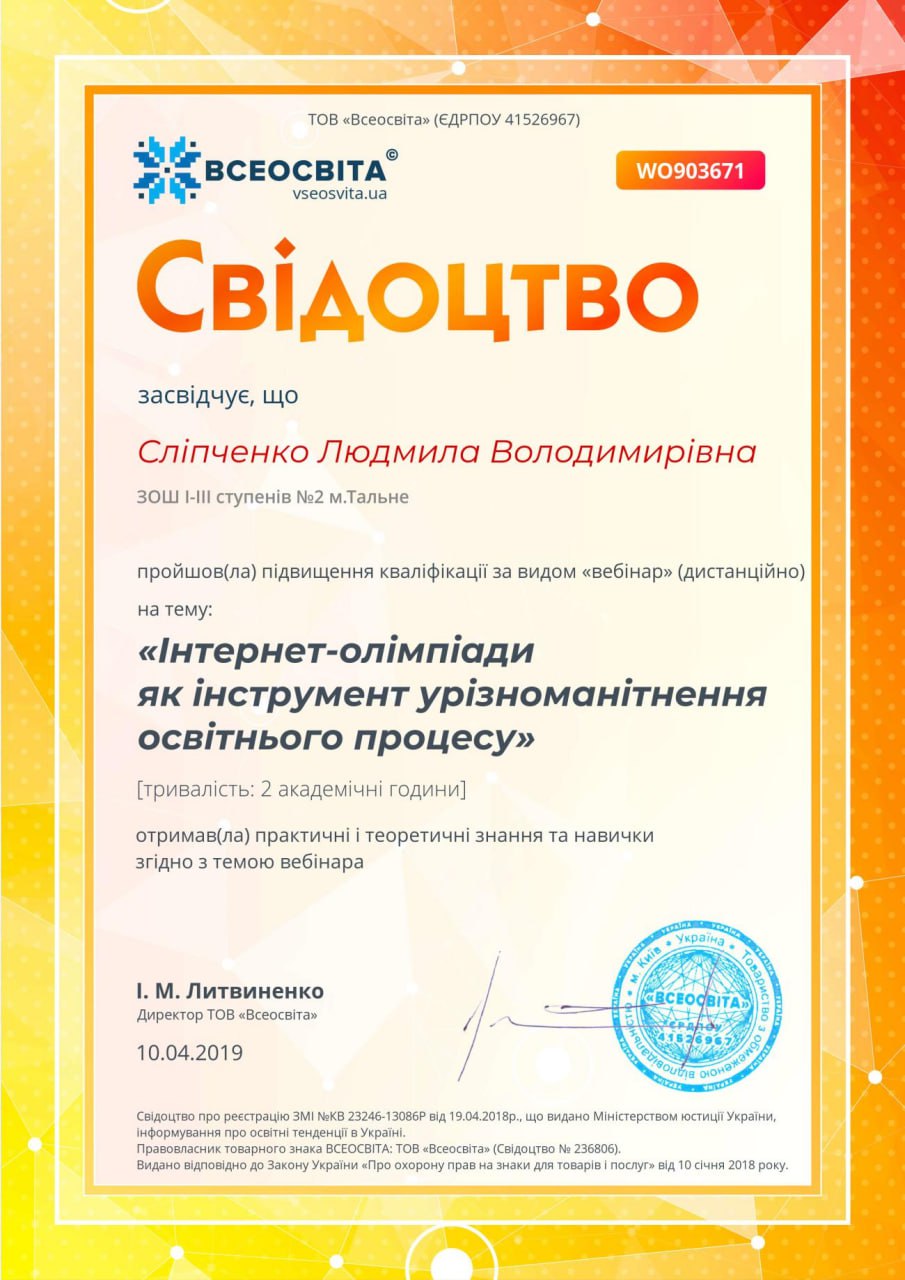 ТОВ «Всеосвіта» (ЄДРПОУ 41526967)
ВСЕОСВІТА©
vseosvita.ua
WO903671
Свідоцтво
засвідчує, що
Сліпченко Людмила Володимирівна
ЗОШ І-ІІІ ступенів №2 м.Тальне
пройшов(ла) підвищення кваліфікації за видом «вебінар» (дистанційно)
на тему:
«Інтернет-олімпіади
як інструмент урізноманітнення
освітнього процесу»
[тривалість: 2 академічні години]
отримав(ла) практичні і теоретичні знання та навички
згідно з темою вебінара
І. М. Литвиненко
Директор ТОВ «Всеосвіта»
10.04.2019
Україна • Товариство з обмеженою відповідальністю • м. Київ •
«ВСЕОСВІТА»
ЄРДПОУ
41526967
Свідоцтво про реєстрацію ЗМІ №КВ 23246-13086Р від 19.04.2018р., що видано Міністерством юстиції України,
інформування про освітні тенденції в Україні.
Правовласник товарного знака ВСЕОСВІТА: ТОВ «Всеосвіта» (Свідоцтво № 236806).
Видано відповідно до Закону України «Про охорону прав на знаки для товарів і послуг» від 10 січня 2018 року.